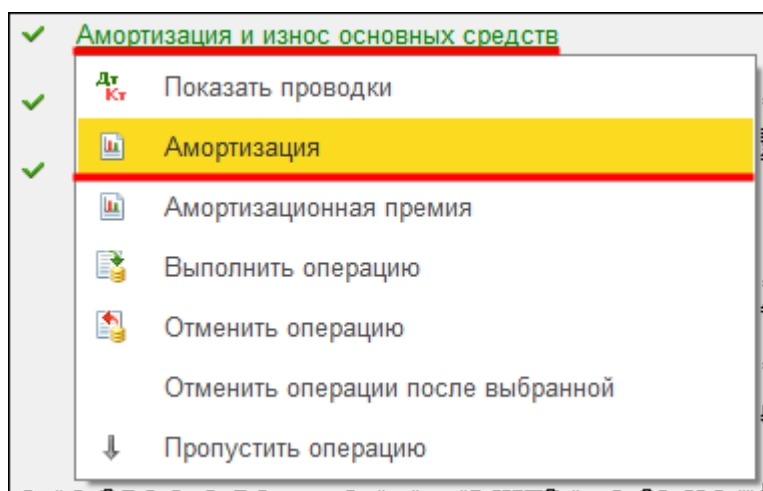 Амортизация и износ основных средств
Дт
Кт
Показать проводки
Амортизация
Амортизационная премия
Выполнить операцию
Отменить операцию
Отменить операции после выбранной
Пропустить операцию